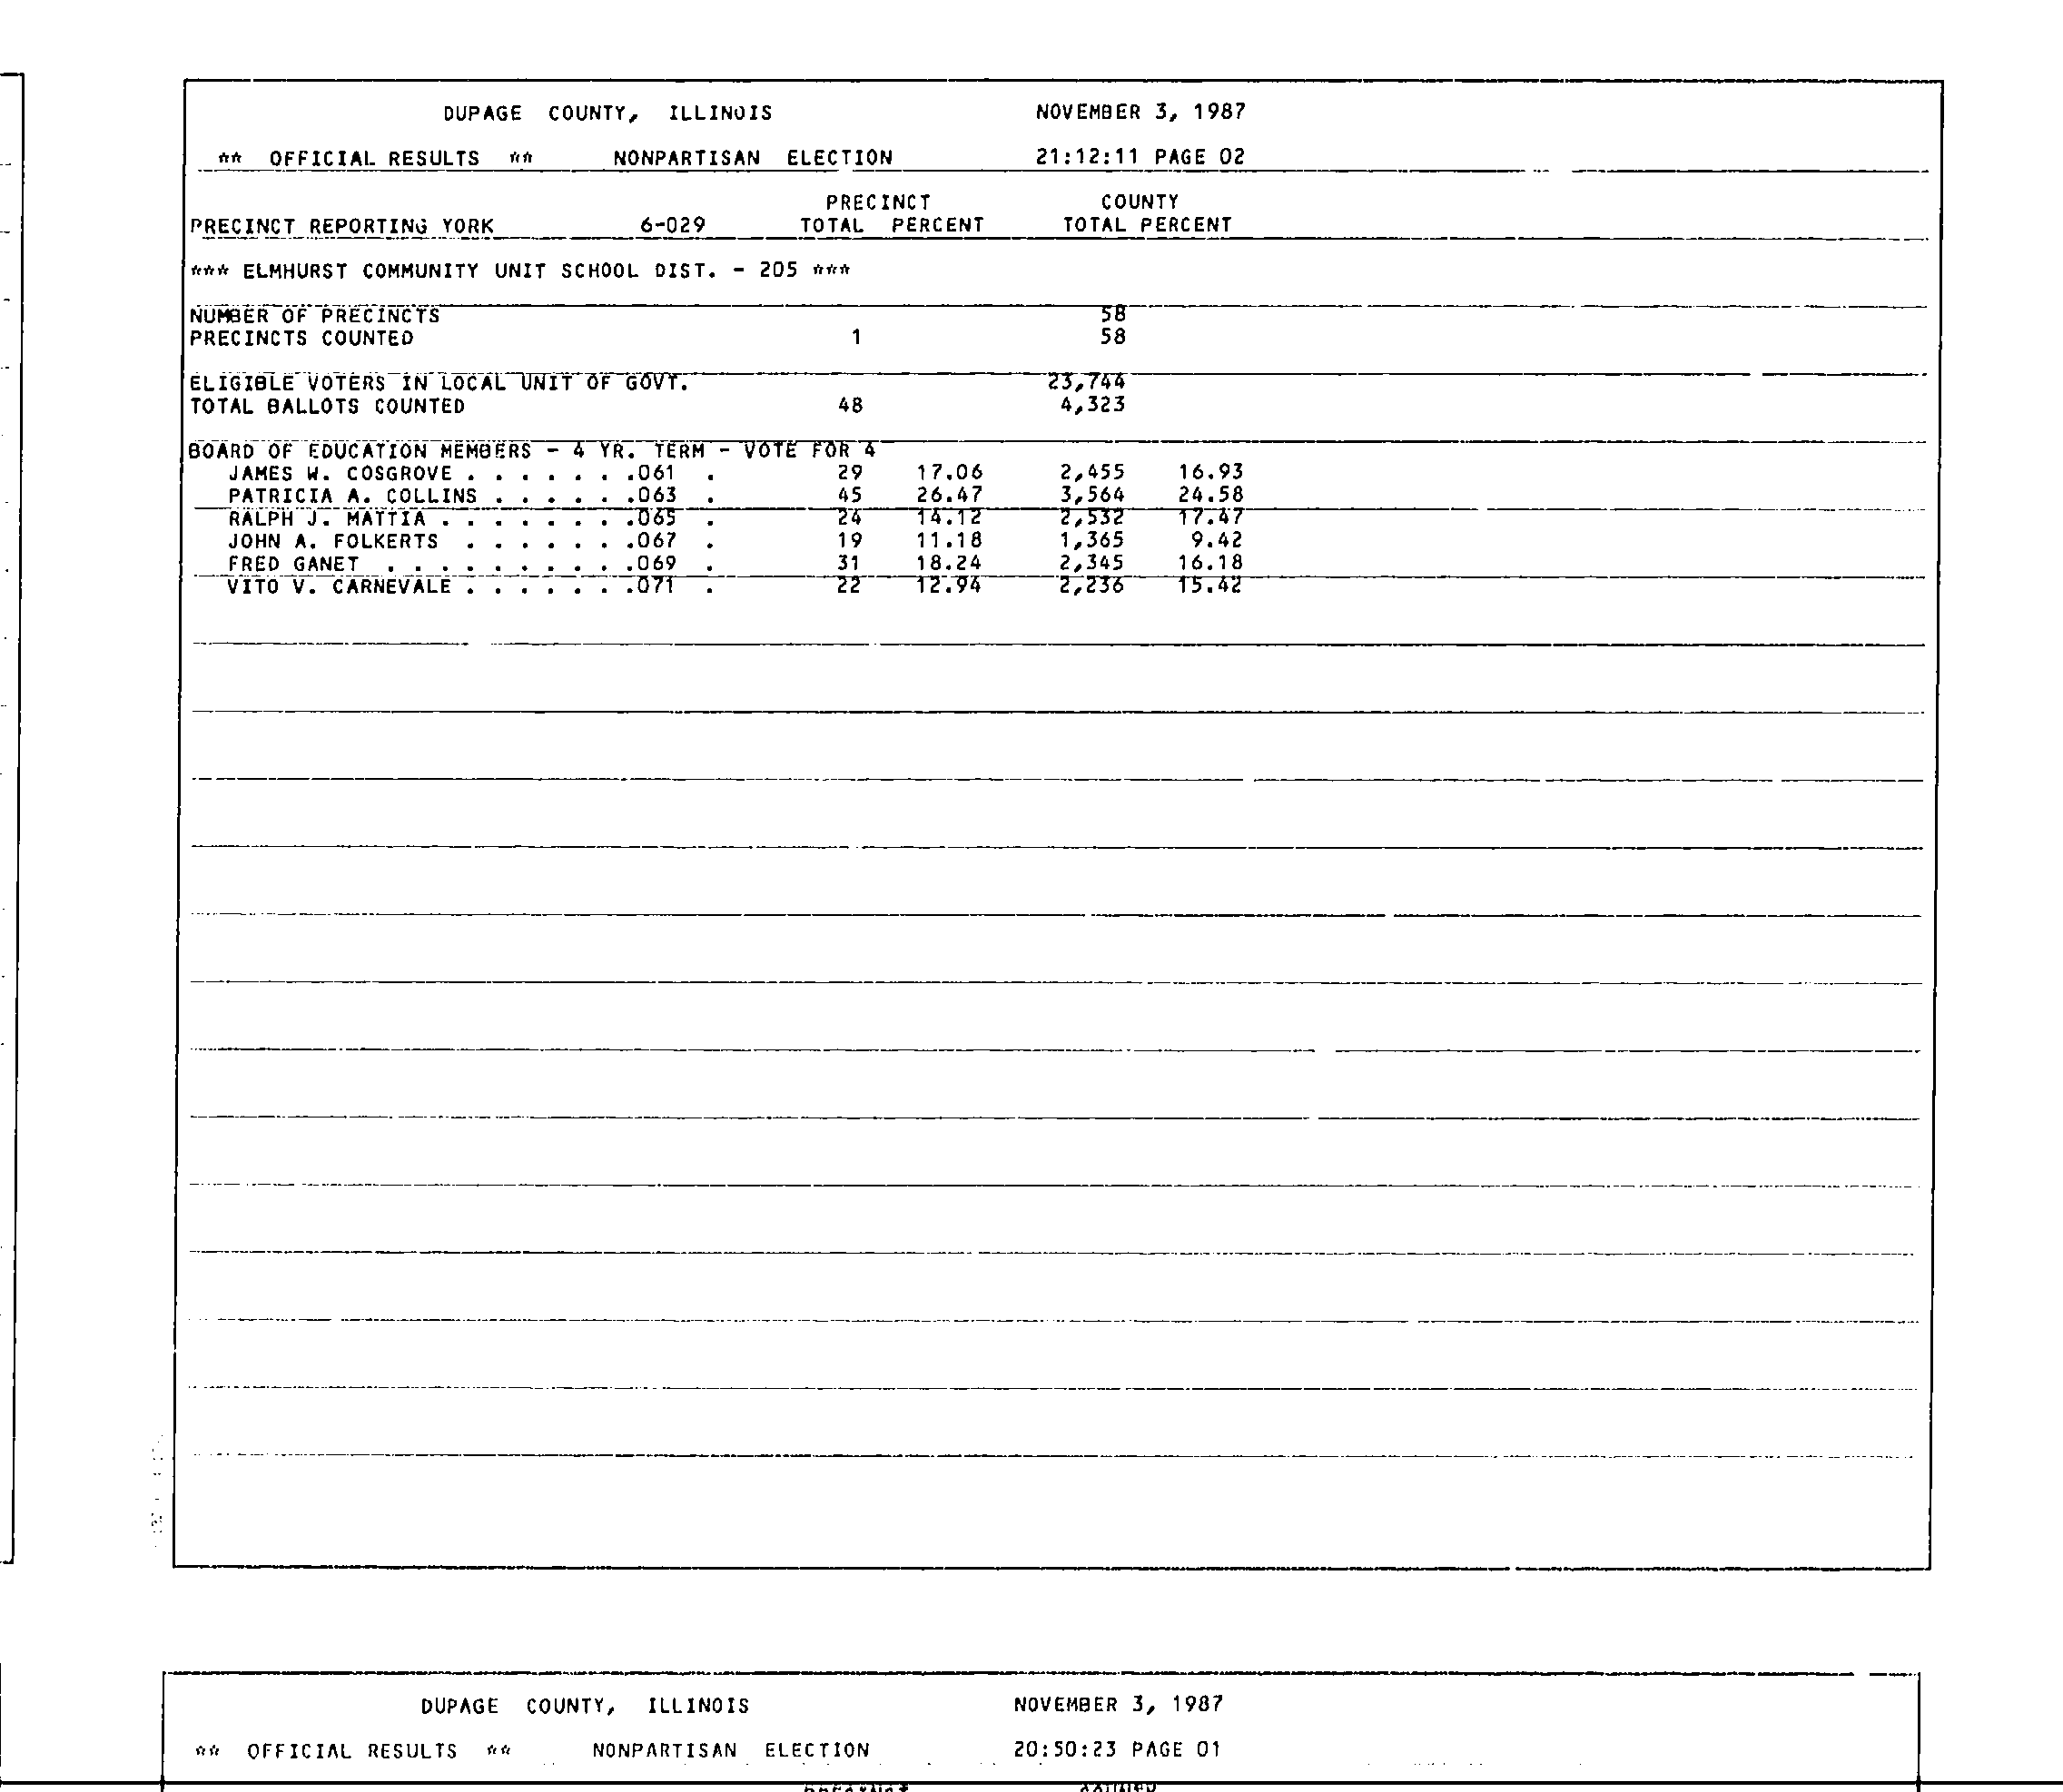 DUPAGE COUNTY, ILLINOIS NOVEMBER 3, 1987
** OFFICIAL RESULTS ** NONPARTISAN ELECTION 21:12:11 PAGE 02
PRECINCT COUNTY
PRECINCT REPORTING YORK 6-029 TOTAL PERCENT TOTAL PERCENT
*** ELMHURST COMMUNITY UNIT SCHOOL DIST. - 205 ***
NUMBER OF PRECINCTS 58
PRECINCTS COUNTED 1 58
ELIGIBLE VOTERS IN LOCAL UNIT OF GOVT. 23,744
TOTAL BALLOTS COUNTED 48 4,323
BOARD OF EDUCATION MEMBERS - 4 YR. TERM - VOTE FOR 4
JAMES W. COSGROVE . . . . . . .061 . 29 17.06 2,455 16.93
PATRICIA A. COLLINS . . . . . .063 . 45 26.47 3,564 24.58
RALPH J. MATTIA . . . . . . . .065 . 24 14.12 2,532 17.47
JOHN A. FOLKERTS . . . . . . .067 . 19 11.18 1,365 9.42
FRED GANET . . . . . . . . . .069 . 31 18.24 2,345 16.18
VITO V. CARNEVALE . . . . . . .071 . 22 12.94 2,236 15.42
DUPAGE COUNTY, ILLINOIS NOVEMBER 3, 1987
** OFFICIAL RESULTS ** NONPARTISAN ELECTION 20:50:23 PAGE 01